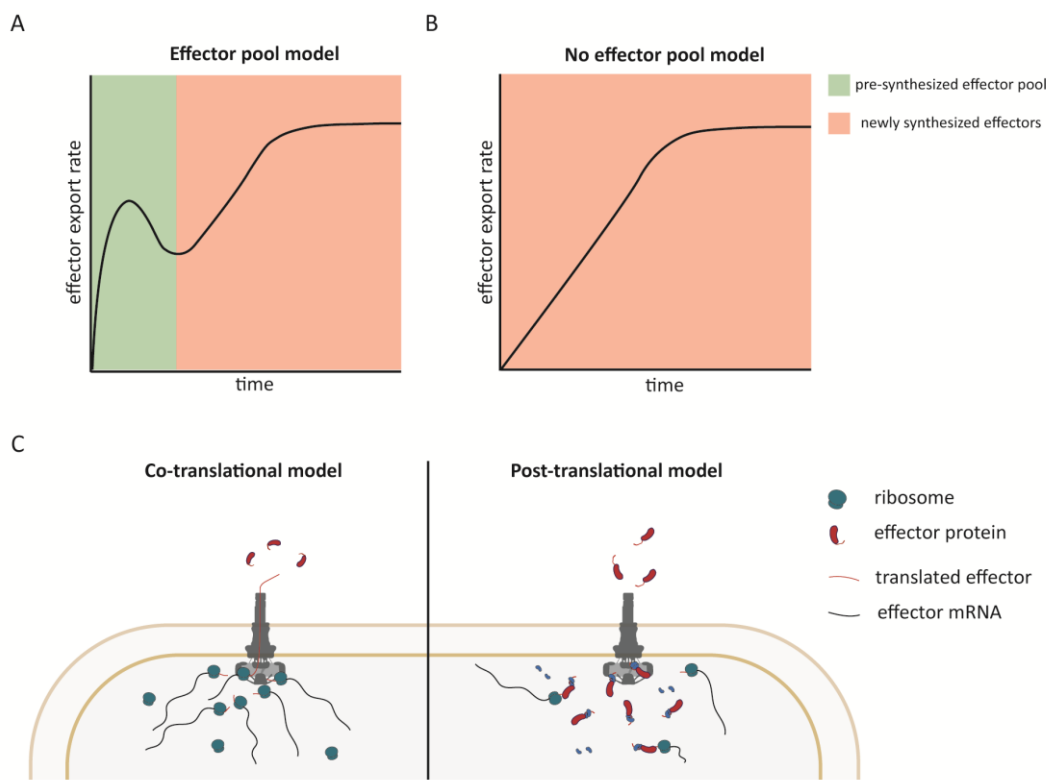 A
B
Effector pool model
No effector pool model
pre-synthesized effector pool
newly synthesized effectors
effector export rate
effector export rate
time
time
C
Co-translational model
Post-translational model
ribosome
effector protein
translated effector
effector mRNA